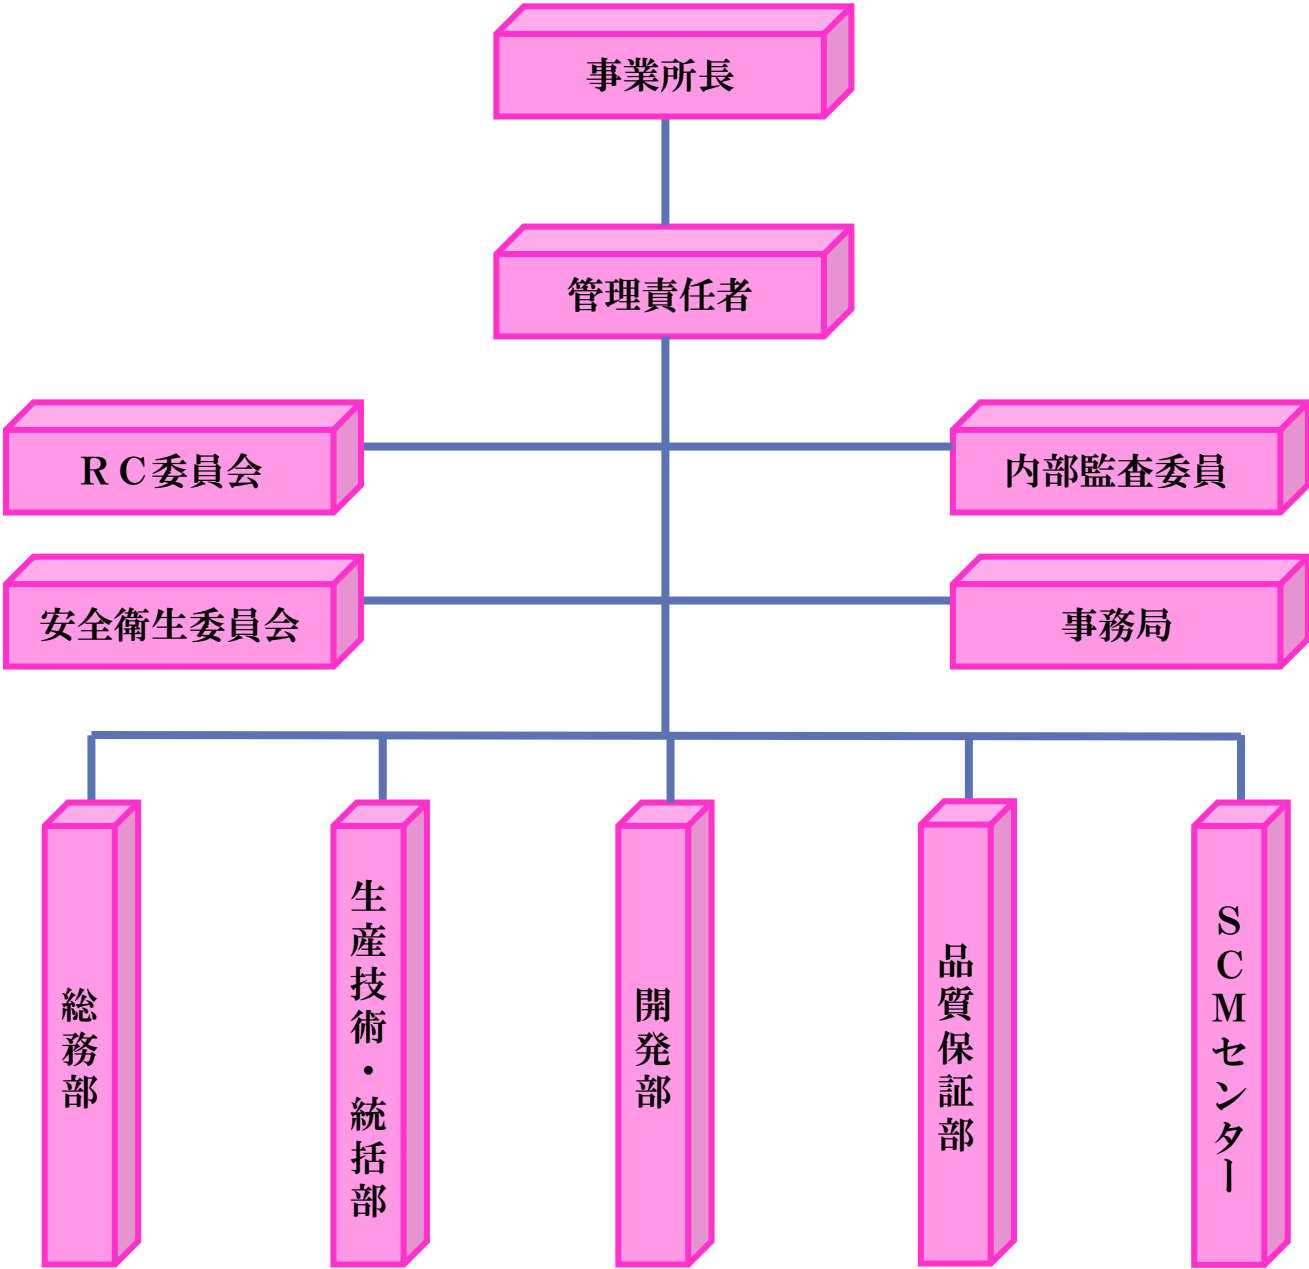 事業所長
管理責任者
ＲＣ委員会
内部監査委員
安全衛生委員会
事務局
総務部
生産技術・統括部
開発部
品質保証部
ＳＣＭセンター